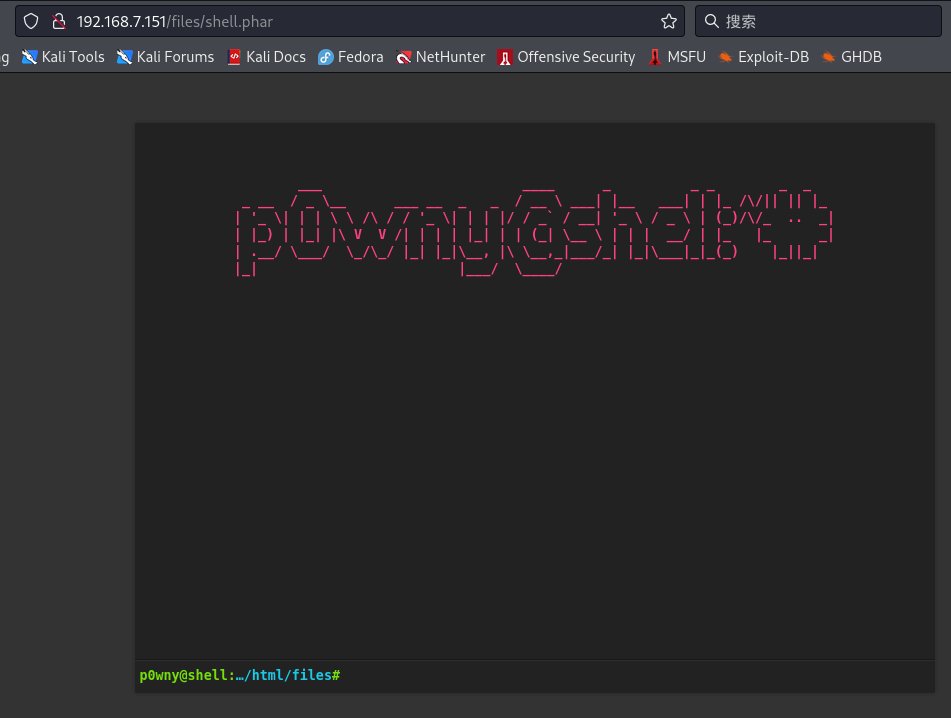 192.168.7.151/files/shell.phar
搜索
g Kali Tools Kali Forums Kali Docs Fedora NetHunter Offensive Security MSFU Exploit-DB GHDB
p0wny@shell:~#
p0wny@shell:…/html/files#